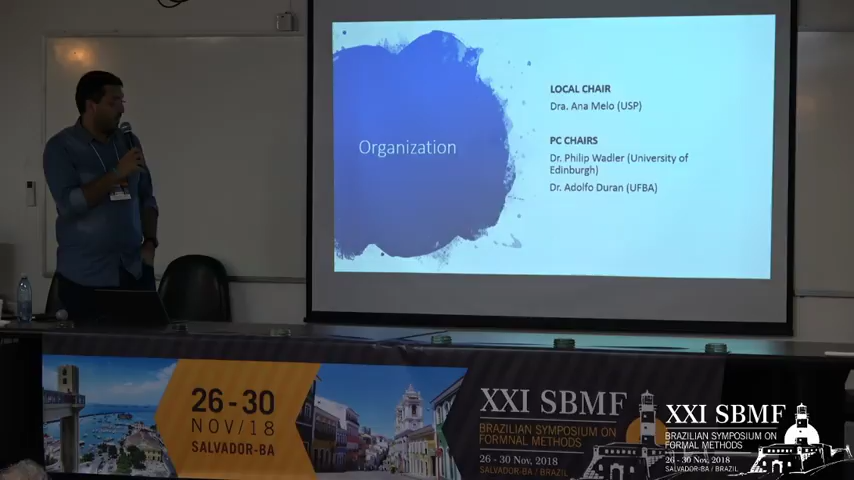 Organization
LOCAL CHAIR
Dra. Ana Melo (USP)
PC CHAIRS
Dr. Philip Wadler (University of
Edinburgh)
Dr. Adolfo Duran (UFBA)
26 - 30
NOV/18
SALVADOR-BA
XXI SBMF
BRAZILIAN SYMPOSIUM ON
FORMNAL METHODS
26 - 30 Nov, 2018
SALVADOR-BA / BRAZIL
XXI SBMF
BRAZILIAN SYMPOSIUM ON
FORMAL METHODS
26 - 30 Nov, 2018
SALVADOR-BA / BRAZIL